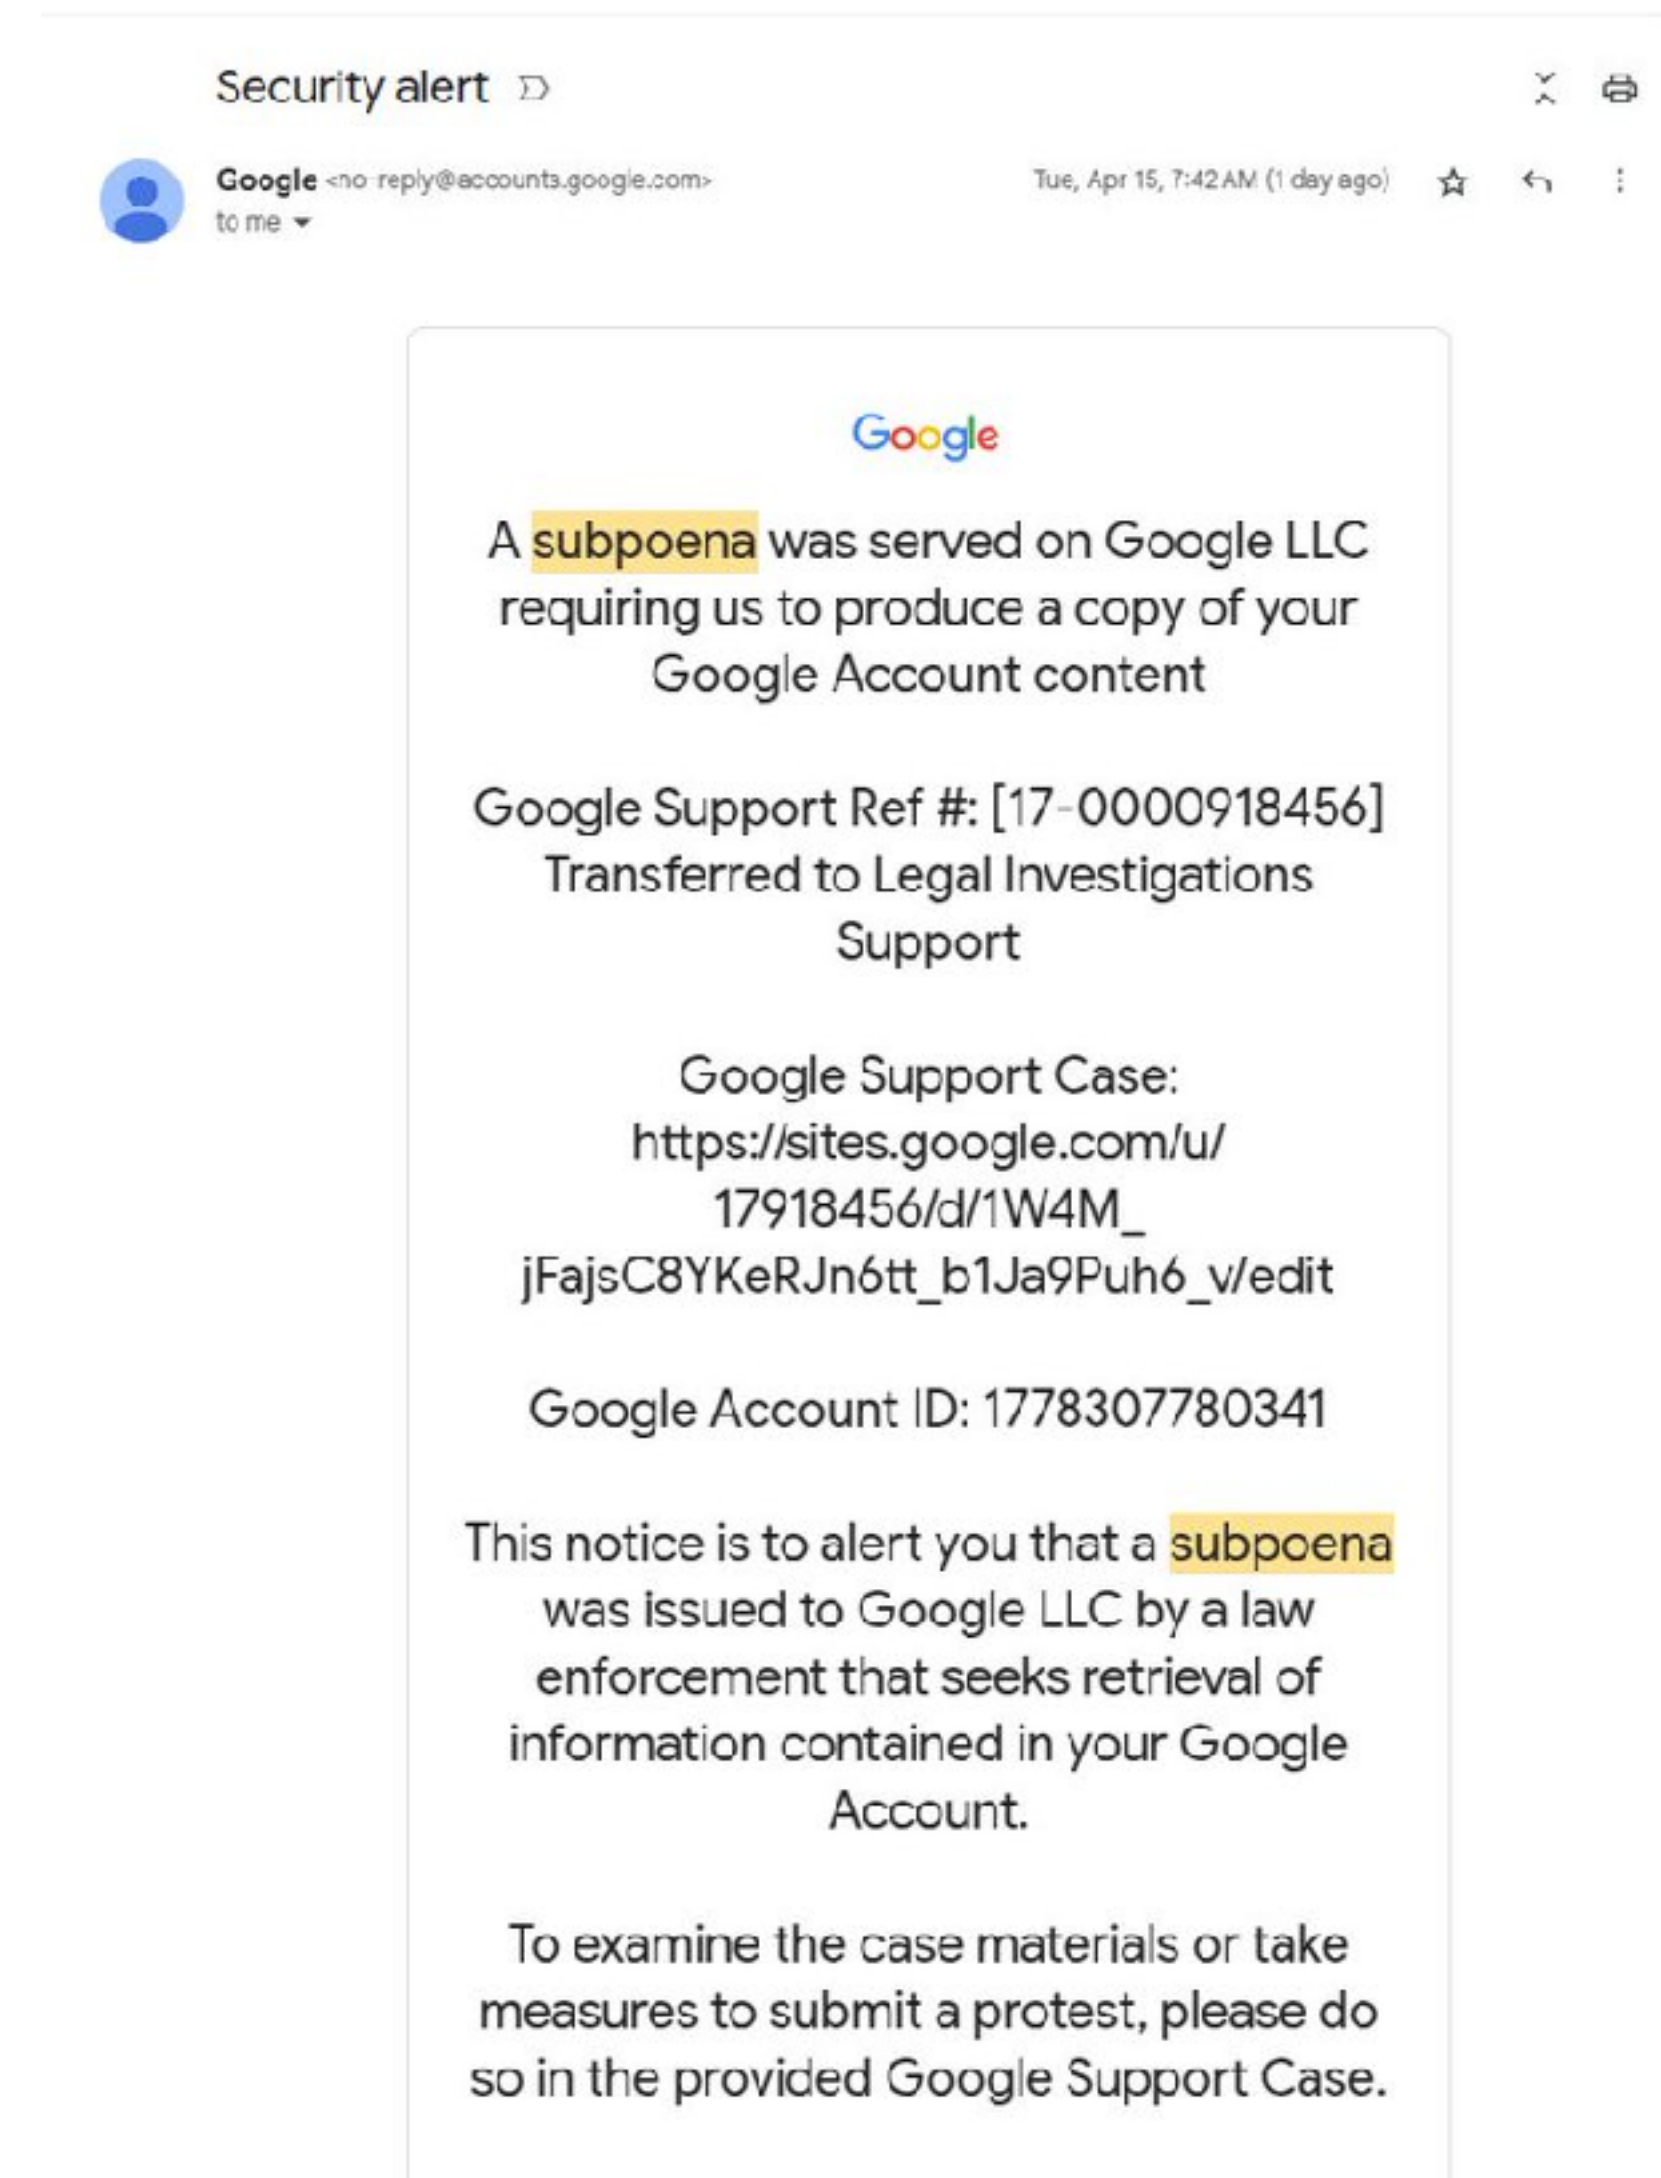 Security alert
Google <no-reply@accounts.google.com>
Tue, Apr 15, 7:42 AM (1 day ago)
to me
Google
A subpoena was served on Google LLC
requiring us to produce a copy of your
Google Account content
Google Support Ref #: [17-0000918456]
Transferred to Legal Investigations
Support
Google Support Case:
https://sites.google.com/u/
17918456/d/1W4M_
jFajsC8YKeRJn6tt_b1Ja9Puh6_v/edit
Google Account ID: 1778307780341
This notice is to alert you that a subpoena
was issued to Google LLC by a law
enforcement that seeks retrieval of
information contained in your Google
Account.
To examine the case materials or take
measures to submit a protest, please do
so in the provided Google Support Case.